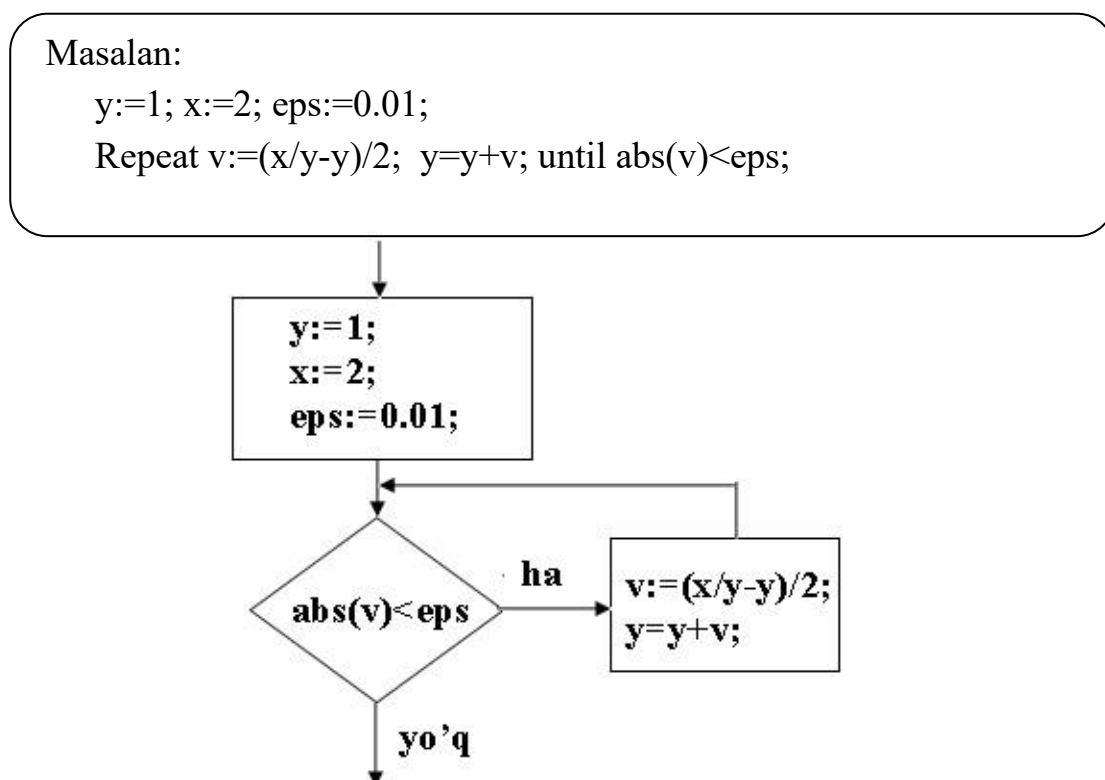 Masalan:
y:=1; x:=2; eps:=0.01;
Repeat v:=(x/y-y)/2; y=y+v; until abs(v)<eps;
y:=1;
x:=2;
eps:=0.01;
abs(v)<eps
ha
v:=(x/y-y)/2;
y=y+v;
yo’q